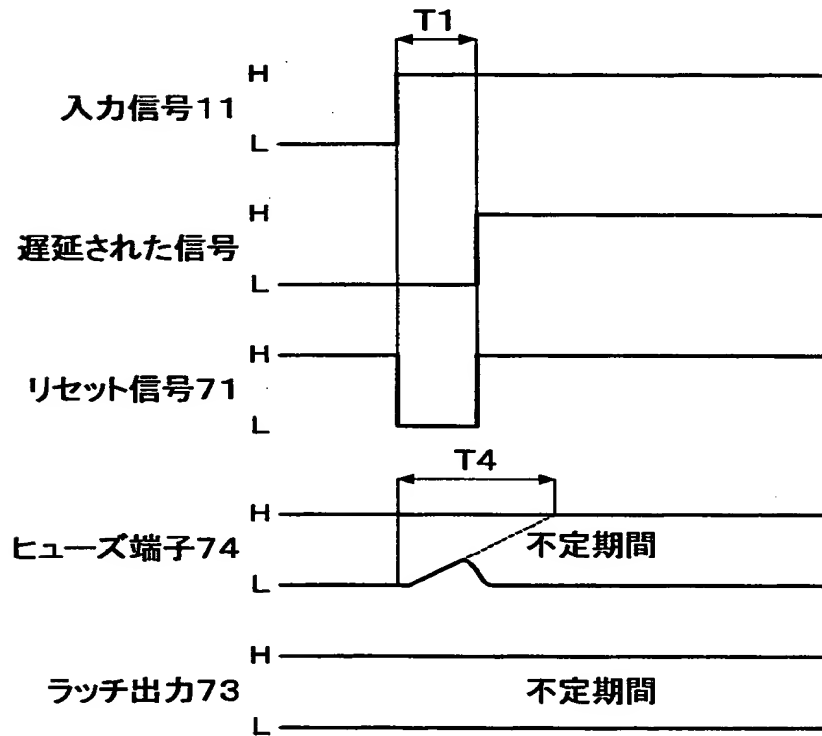 T1
H
入力信号11
L
H
遅延された信号
L
H
リセット信号71
L
T4
H
ヒューズ端子74 不定期間
L
H
ラッチ出力73 不定期間
L